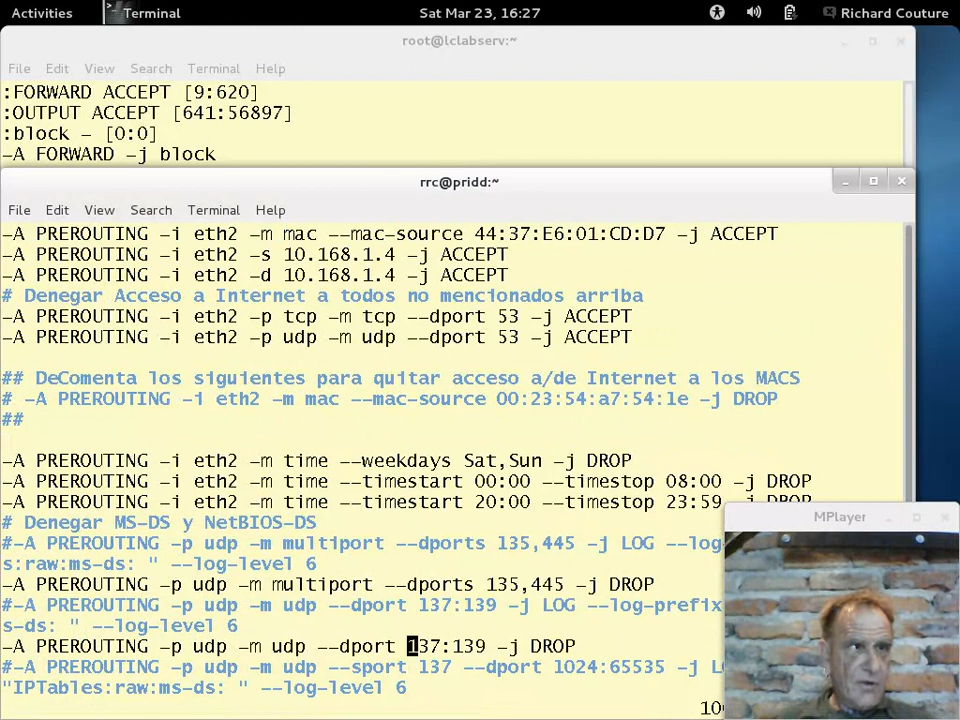 Activities Terminal Sat Mar 23, 16:27 Richard Couture
root@lclabserv:~
File Edit View Search Terminal Help
:FORWARD ACCEPT [9:620]
:OUTPUT ACCEPT [641:56897]
:block - [0:0]
-A FORWARD -j block
rrc@pridd:~
File Edit View Search Terminal Help
-A PREROUTING -i eth2 -m mac --mac-source 44:37:E6:01:CD:D7 -j ACCEPT
-A PREROUTING -i eth2 -s 10.168.1.4 -j ACCEPT
-A PREROUTING -i eth2 -d 10.168.1.4 -j ACCEPT
# Denegar Acceso a Internet a todos no mencionados arriba
-A PREROUTING -i eth2 -p tcp -m tcp --dport 53 -j ACCEPT
-A PREROUTING -i eth2 -p udp -m udp --dport 53 -j ACCEPT
## DeComenta los siguientes para quitar acceso a/de Internet a los MACS
# -A PREROUTING -i eth2 -m mac --mac-source 00:23:54:a7:54:1e -j DROP
##
-A PREROUTING -i eth2 -m time --weekdays Sat,Sun -j DROP
-A PREROUTING -i eth2 -m time --timestart 00:00 --timestop 08:00 -j DROP
-A PREROUTING -i eth2 -m time --timestart 20:00 --timestop 23:59 -j DROP
# Denegar MS-DS y NetBIOS-DS
#-A PREROUTING -p udp -m multiport --dports 135,445 -j LOG --log-
s:raw:ms-ds: " --log-level 6
-A PREROUTING -p udp -m multiport --dports 135,445 -j DROP
#-A PREROUTING -p udp -m udp --dport 137:139 -j LOG --log-prefix
s-ds: " --log-level 6
-A PREROUTING -p udp -m udp --dport 137:139 -j DROP
#-A PREROUTING -p udp -m udp --sport 137 --dport 1024:65535 -j L
"IPTables:raw:ms-ds: " --log-level 6
MPlayer